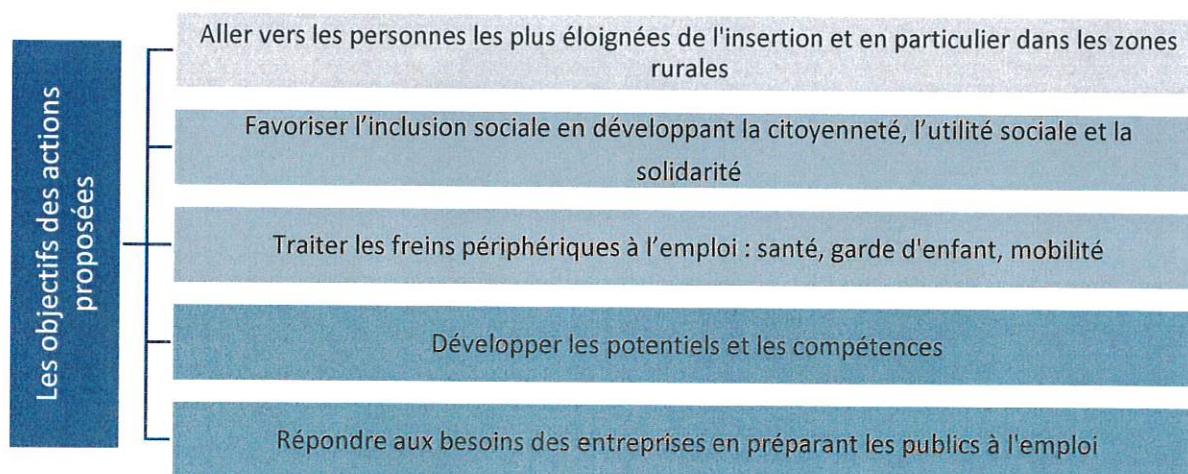 Les objectifs des actions
proposées
Aller vers les personnes les plus éloignées de l'insertion et en particulier dans les zones
rurales
Favoriser l’inclusion sociale en développant la citoyenneté, l’utilité sociale et la
solidarité
Traiter les freins périphériques à l’emploi : santé, garde d'enfant, mobilité
Développer les potentiels et les compétences
Répondre aux besoins des entreprises en préparant les publics à l'emploi